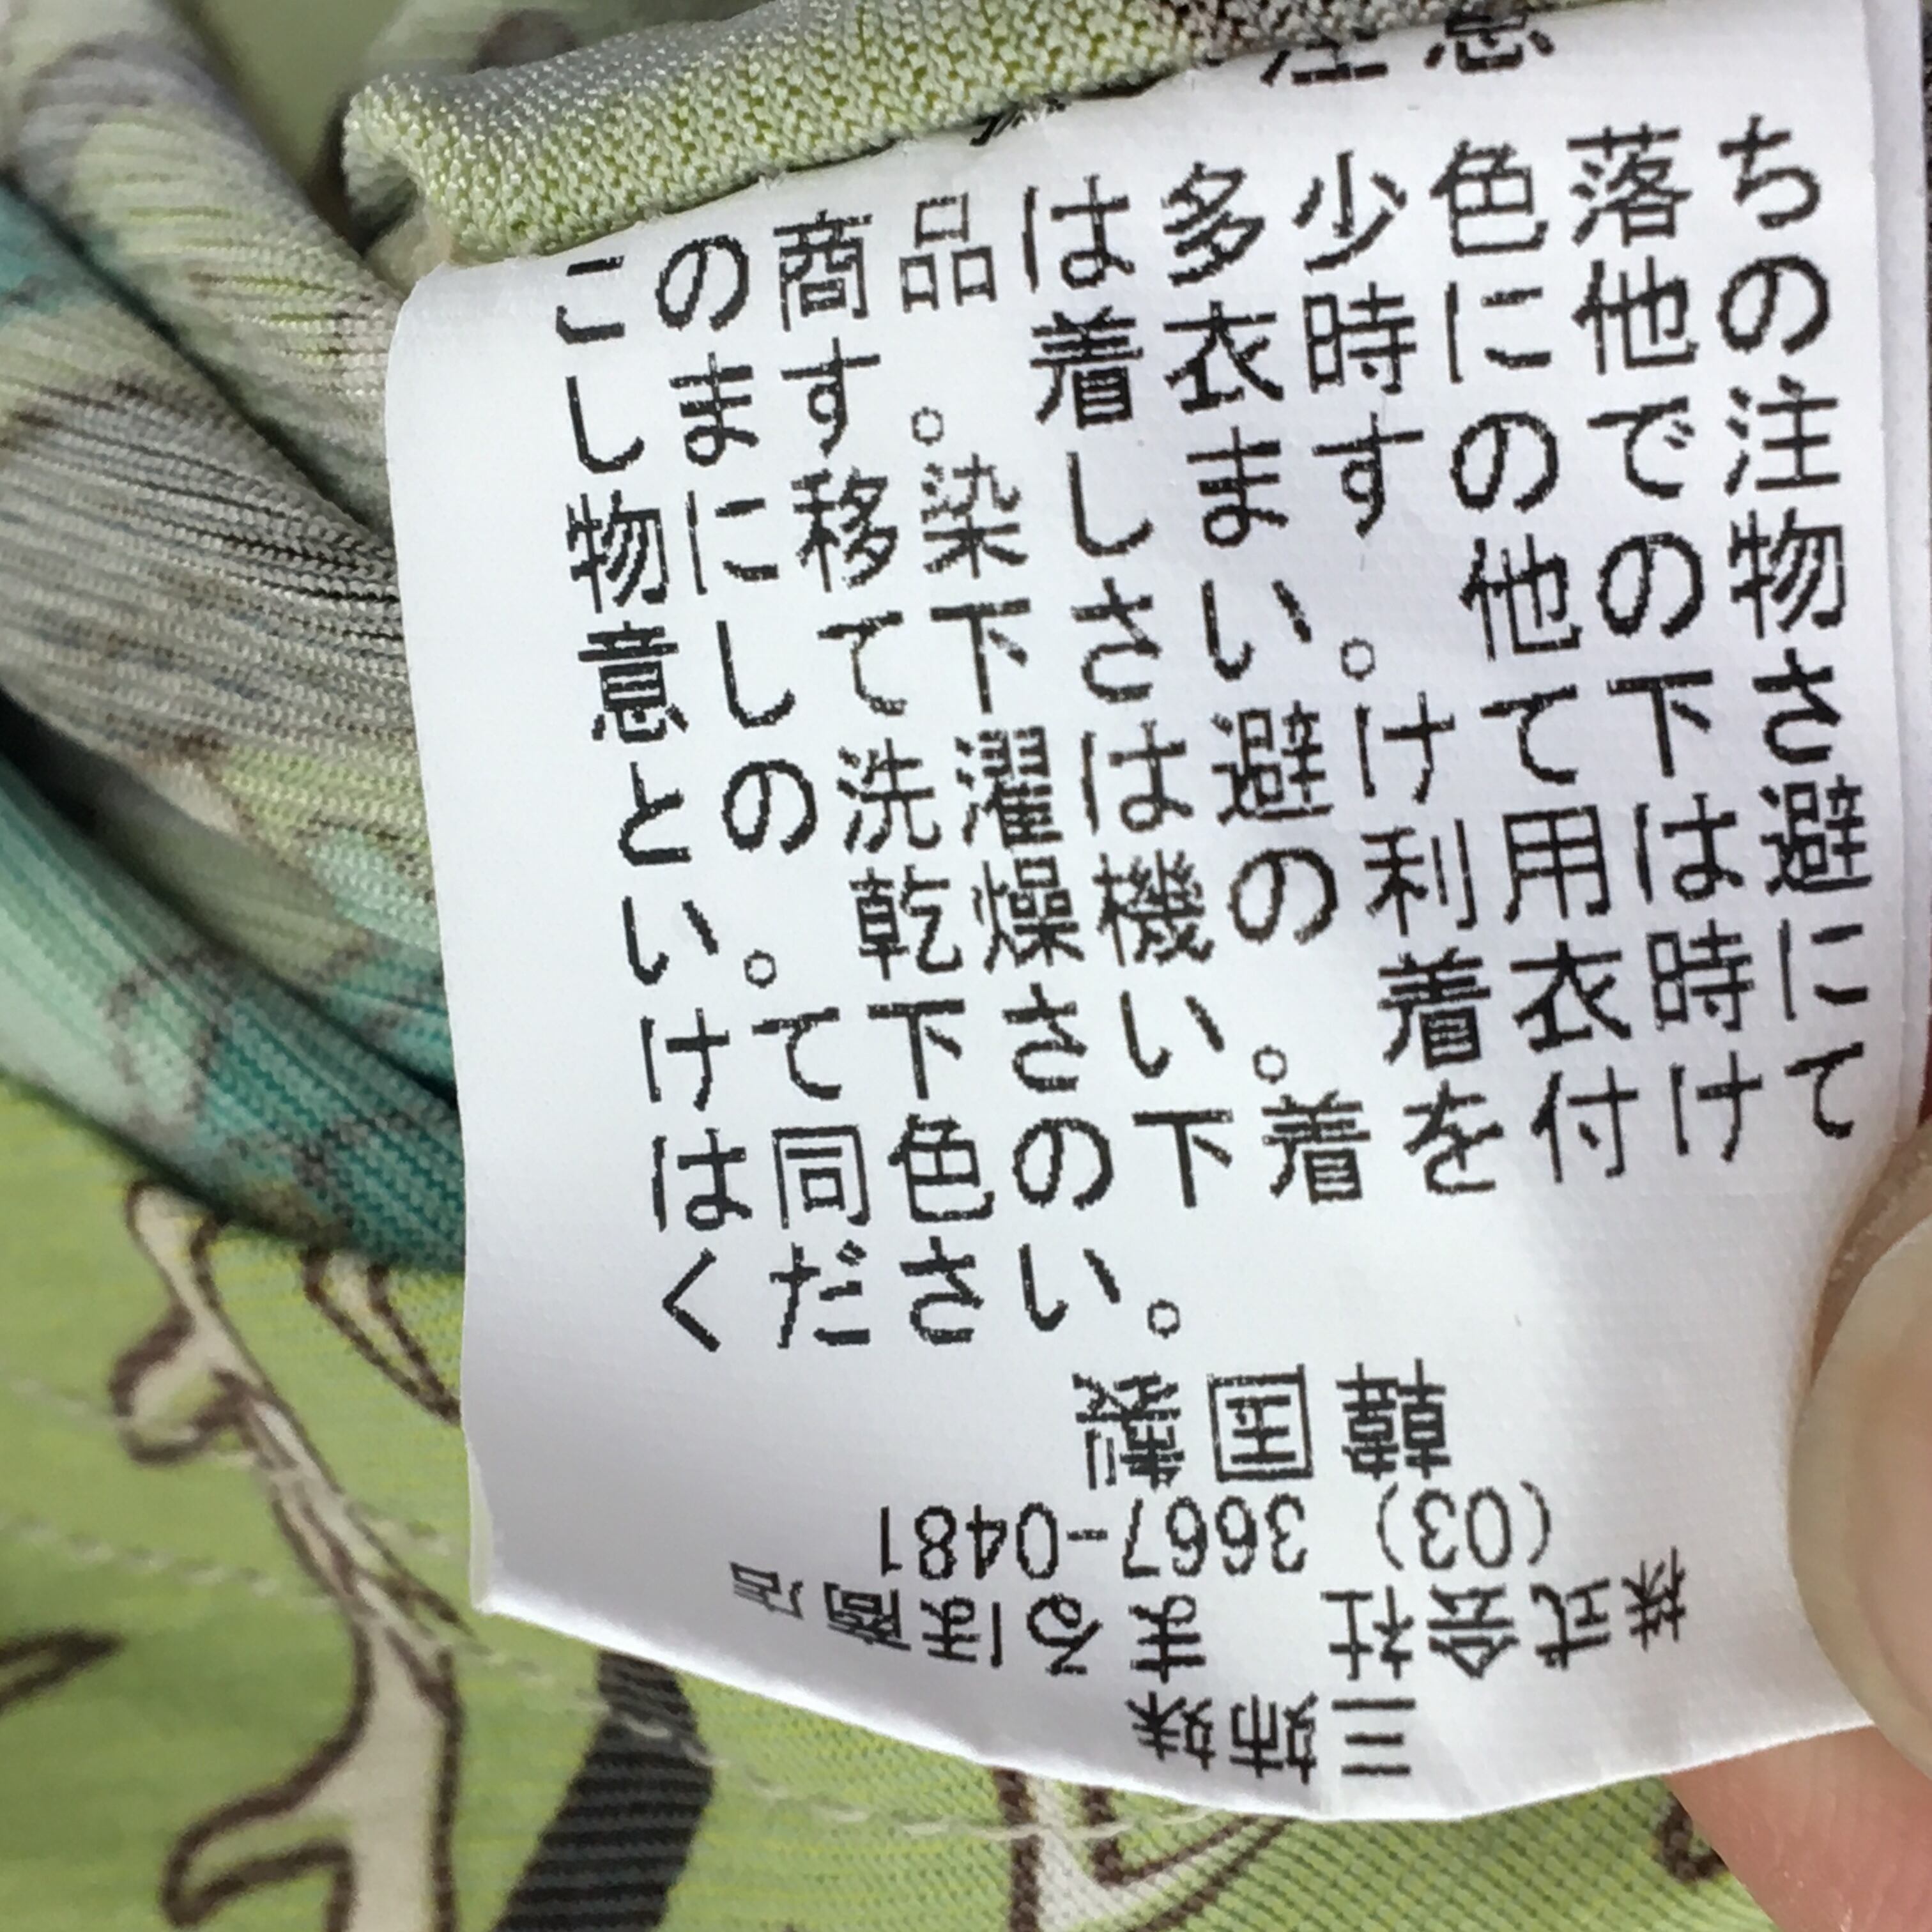 注意
この商品は多少色落ち
します。着衣時に他の
物に移染しますので注
意して下さい。他の物
との洗濯は避けて下さ
い。乾燥機の利用は避
けて下さい。着衣時に
は同色の下着を付けて
ください。
三姉妹
株式会社 まるほ商店
(03) 3667-0481
韓国製